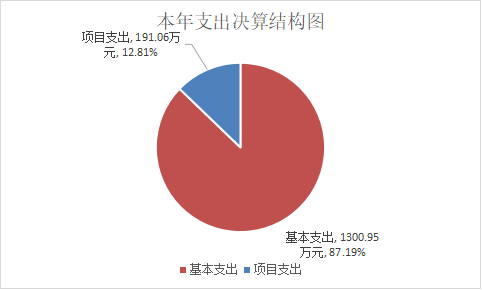 本年支出决算结构图
项目支出, 191.06万
元, 12.81%
基本支出, 1300.95
万元, 87.19%
基本支出 项目支出